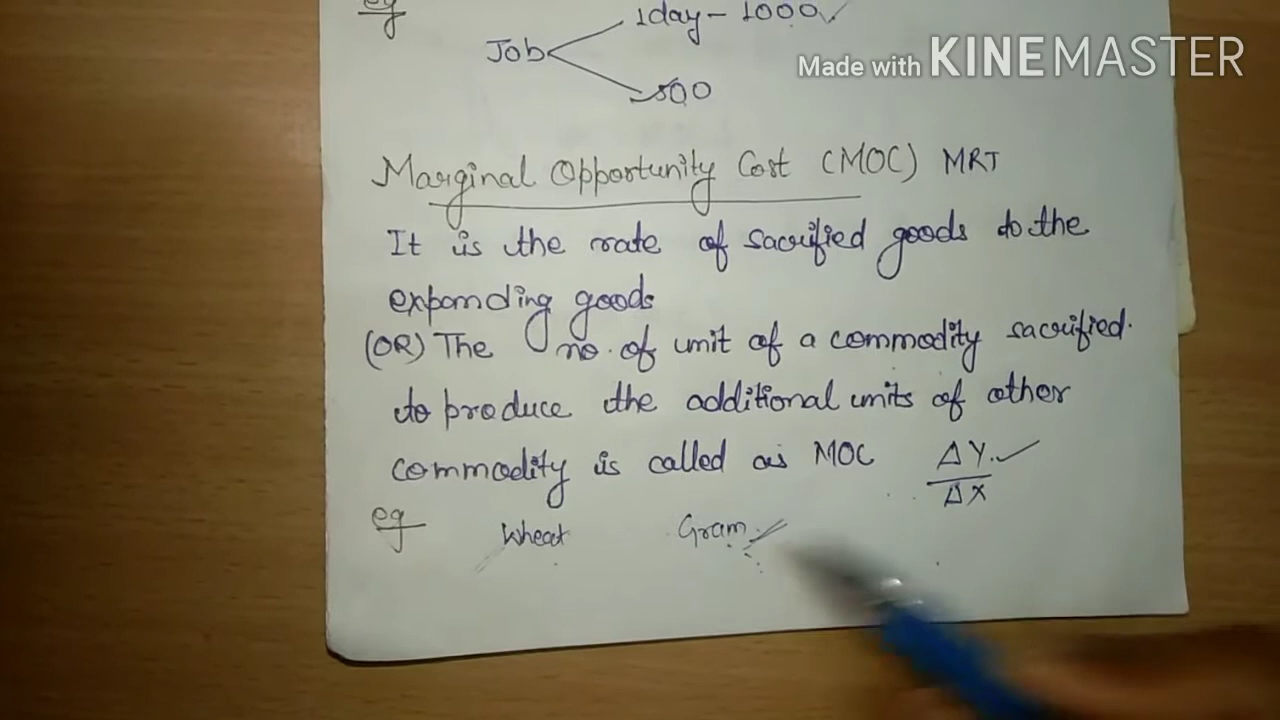 eg
1day - 1000 ✓
Job
500
Made with KINEMASTER
Marginal Opportunity Cost (MOC) MRT
It is the rate of sacrified goods to the
expanding goods
(OR) The no. of unit of a commodity sacrified.
to produce the additional units of other
commodity is called as MOC ΔY ✓
ΔX
eg Wheat Gram